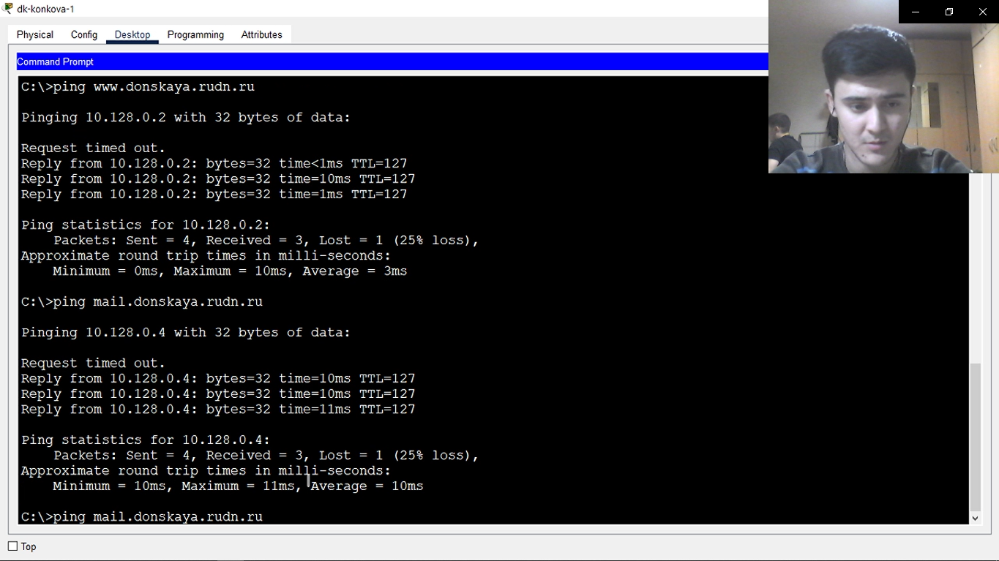 dk-konkova-1
Physical Config Desktop Programming Attributes
Command Prompt
C:\>ping www.donskaya.rudn.ru
Pinging 10.128.0.2 with 32 bytes of data:
Request timed out.
Reply from 10.128.0.2: bytes=32 time<1ms TTL=127
Reply from 10.128.0.2: bytes=32 time=10ms TTL=127
Reply from 10.128.0.2: bytes=32 time=1ms TTL=127
Ping statistics for 10.128.0.2:
Packets: Sent = 4, Received = 3, Lost = 1 (25% loss),
Approximate round trip times in milli-seconds:
Minimum = 0ms, Maximum = 10ms, Average = 3ms
C:\>ping mail.donskaya.rudn.ru
Pinging 10.128.0.4 with 32 bytes of data:
Request timed out.
Reply from 10.128.0.4: bytes=32 time=10ms TTL=127
Reply from 10.128.0.4: bytes=32 time=10ms TTL=127
Reply from 10.128.0.4: bytes=32 time=11ms TTL=127
Ping statistics for 10.128.0.4:
Packets: Sent = 4, Received = 3, Lost = 1 (25% loss),
Approximate round trip times in milli-seconds:
Minimum = 10ms, Maximum = 11ms, Average = 10ms
C:\>ping mail.donskaya.rudn.ru
Top